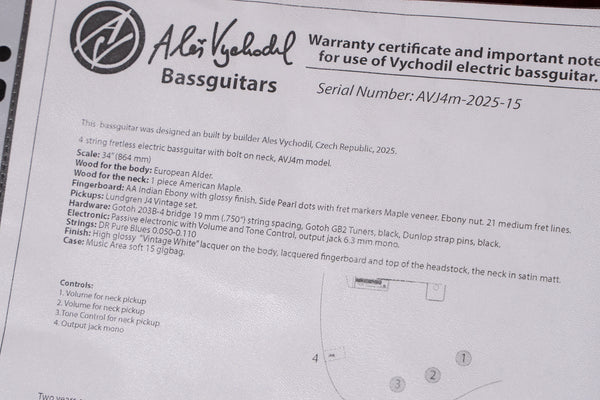 Aleš Vychodil
Bassguitars
Warranty certificate and important note
for use of Vychodil electric bassguitar.
Serial Number: AVJ4m-2025-15
This bassguitar was designed an built by builder Ales Vychodil, Czech Republic, 2025.
4 string fretless electric bassguitar with bolt on neck, AVJ4m model.
Scale: 34" (864 mm)
Wood for the body: European Alder.
Wood for the neck: 1 piece American Maple.
Fingerboard: AA Indian Ebony with glossy finish. Side Pearl dots with fret markers Maple veneer. Ebony nut. 21 medium fret lines.
Pickups: Lundgren J4 Vintage set.
Hardware: Gotoh 203B-4 bridge 19 mm (.750") string spacing, Gotoh GB2 Tuners, black, Dunlop strap pins, black.
Electronic: Passive electronic with Volume and Tone Control, output jack 6.3 mm mono.
Strings: DR Pure Blues 0.050-0.110
Finish: High glossy "Vintage White" lacquer on the body, lacquered fingerboard and top of the headstock, the neck in satin matt.
Case: Music Area soft 15 gigbag.
Controls:
1. Volume for neck pickup
2. Volume for neck pickup
3.Tone Control for neck pickup
4. Output jack mono
4
3
2
1
Two years